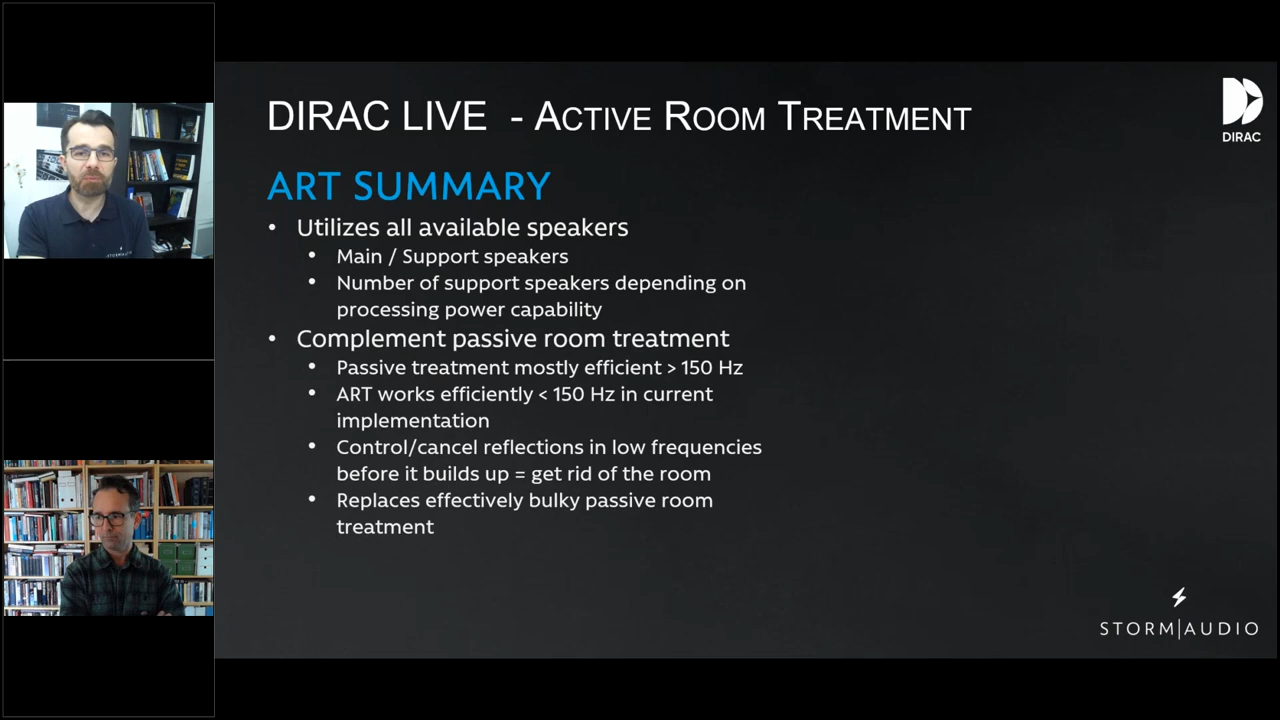 DIRAC LIVE - ACTIVE ROOM TREATMENT
DIRAC
ART SUMMARY
• Utilizes all available speakers
• Main / Support speakers
• Number of support speakers depending on
processing power capability
• Complement passive room treatment
• Passive treatment mostly efficient > 150 Hz
• ART works efficiently < 150 Hz in current
implementation
• Control/cancel reflections in low frequencies
before it builds up = get rid of the room
• Replaces effectively bulky passive room
treatment
STORM|AUDIO